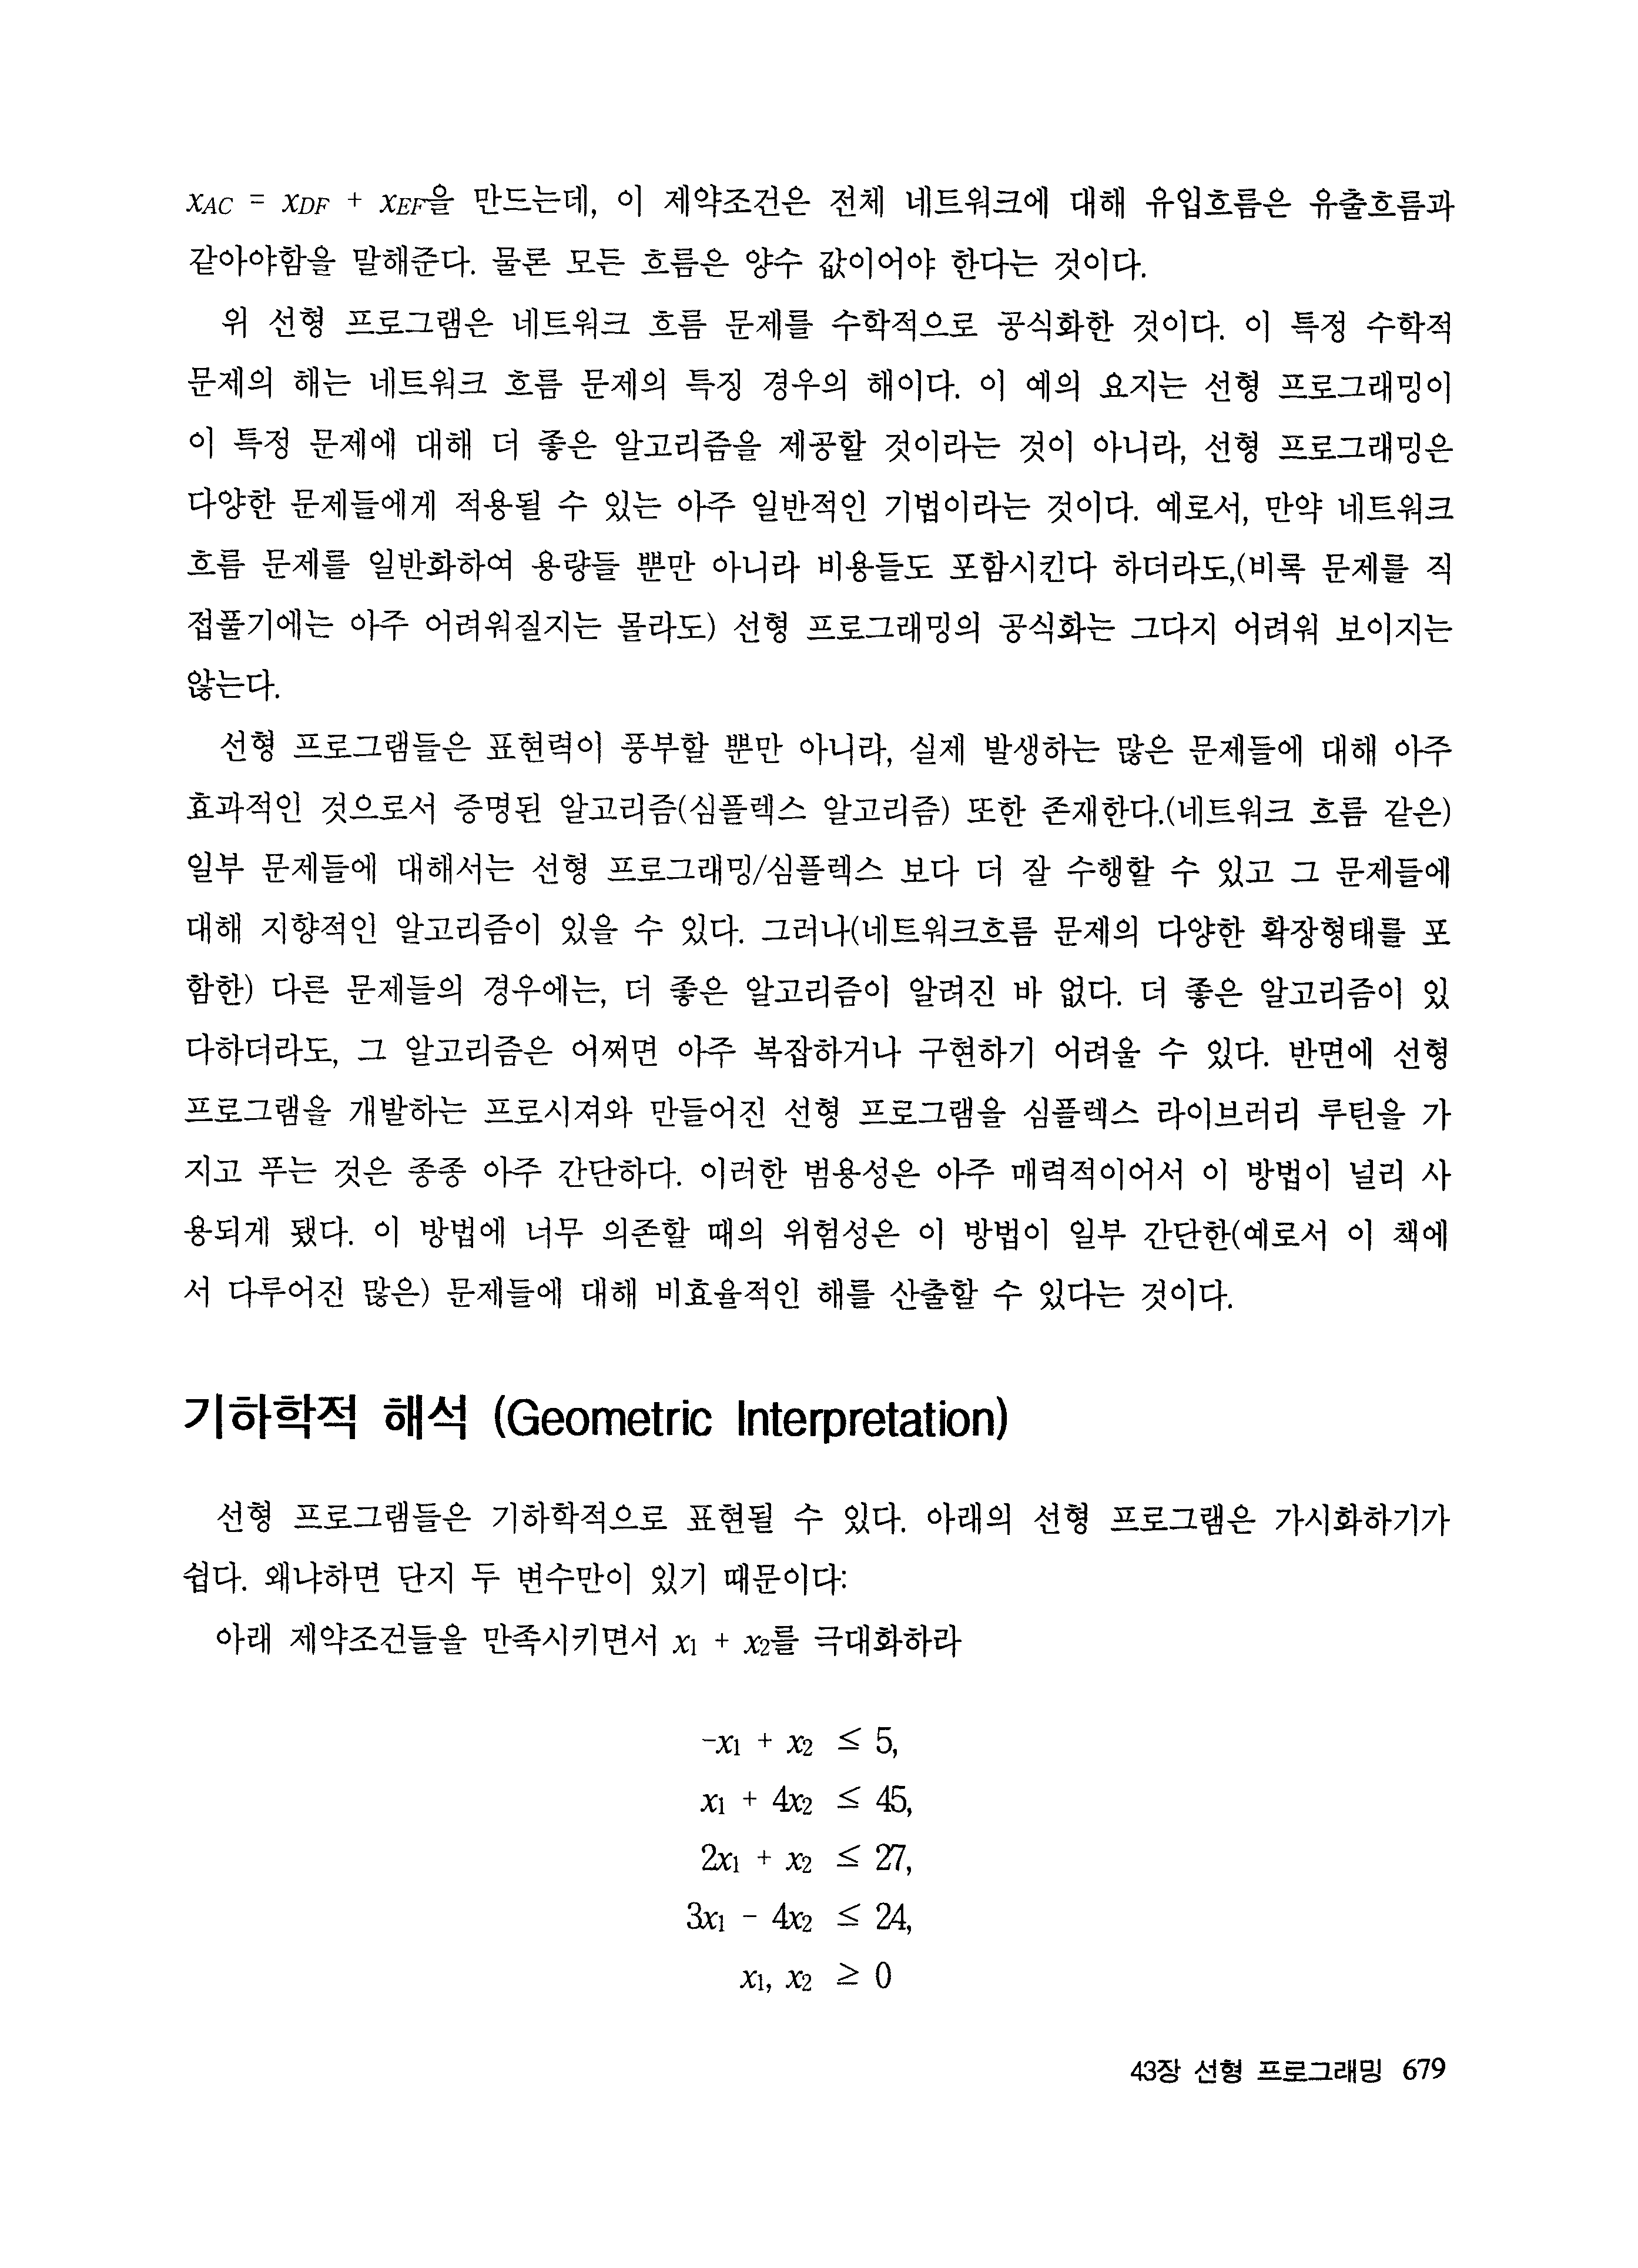 x_AC = x_DF + x_EF을 만드는데, 이 제약조건은 전체 네트워크에 대해 유입흐름은 유출흐름과
같아야함을 말해준다. 물론 모든 흐름은 양수 값이어야 한다는 것이다.
위 선형 프로그램은 네트워크 흐름 문제를 수학적으로 공식화한 것이다. 이 특정 수학적
문제의 해는 네트워크 흐름 문제의 특징 경우의 해이다. 이 예의 요지는 선형 프로그래밍이
이 특정 문제에 대해 더 좋은 알고리즘을 제공할 것이라는 것이 아니라, 선형 프로그래밍은
다양한 문제들에게 적용될 수 있는 아주 일반적인 기법이라는 것이다. 예로서, 만약 네트워크
흐름 문제를 일반화하여 용량들 뿐만 아니라 비용들도 포함시킨다 하더라도,(비록 문제를 직
접풀기에는 아주 어려워질지는 몰라도) 선형 프로그래밍의 공식화는 그다지 어려워 보이지는
않는다.
선형 프로그램들은 표현력이 풍부할 뿐만 아니라, 실제 발생하는 많은 문제들에 대해 아주
효과적인 것으로서 증명된 알고리즘(심플렉스 알고리즘) 또한 존재한다.(네트워크 흐름 같은)
일부 문제들에 대해서는 선형 프로그래밍/심플렉스 보다 더 잘 수행할 수 있고 그 문제들에
대해 지향적인 알고리즘이 있을 수 있다. 그러나(네트워크흐름 문제의 다양한 확장형태를 포
함한) 다른 문제들의 경우에는, 더 좋은 알고리즘이 알려진 바 없다. 더 좋은 알고리즘이 있
다하더라도, 그 알고리즘은 어쩌면 아주 복잡하거나 구현하기 어려울 수 있다. 반면에 선형
프로그램을 개발하는 프로시져와 만들어진 선형 프로그램을 심플렉스 라이브러리 루틴을 가
지고 푸는 것은 종종 아주 간단하다. 이러한 범용성은 아주 매력적이어서 이 방법이 널리 사
용되게 됐다. 이 방법에 너무 의존할 때의 위험성은 이 방법이 일부 간단한(예로서 이 책에
서 다루어진 많은) 문제들에 대해 비효율적인 해를 산출할 수 있다는 것이다.
기하학적 해석 (Geometric Interpretation)
선형 프로그램들은 기하학적으로 표현될 수 있다. 아래의 선형 프로그램은 가시화하기가
쉽다. 왜냐하면 단지 두 변수만이 있기 때문이다:
아래 제약조건들을 만족시키면서 x₁ + x₂를 극대화하라
-x₁ + x₂ ≤ 5,
x₁ + 4x₂ ≤ 45,
2x₁ + x₂ ≤ 27,
3x₁ - 4x₂ ≤ 24,
x₁, x₂ ≥ 0
43장 선형 프로그래밍 679